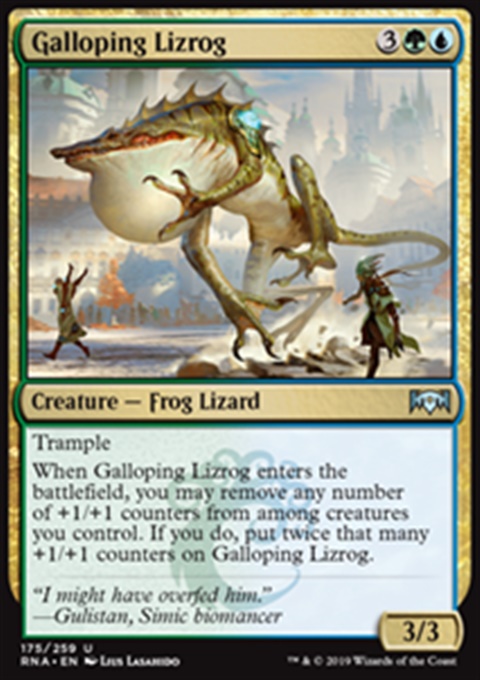 Galloping Lizrog 3
Creature — Frog Lizard
Trample
When Galloping Lizrog enters the
battlefield, you may remove any number
of +1/+1 counters from among creatures
you control. If you do, put twice that many
+1/+1 counters on Galloping Lizrog.
"I might have overfed him."
—Gulistan, Simic biomancer
3/3
175/259 U
RNA • EN Lius Lasahido
™ & © 2019 Wizards of the Coast